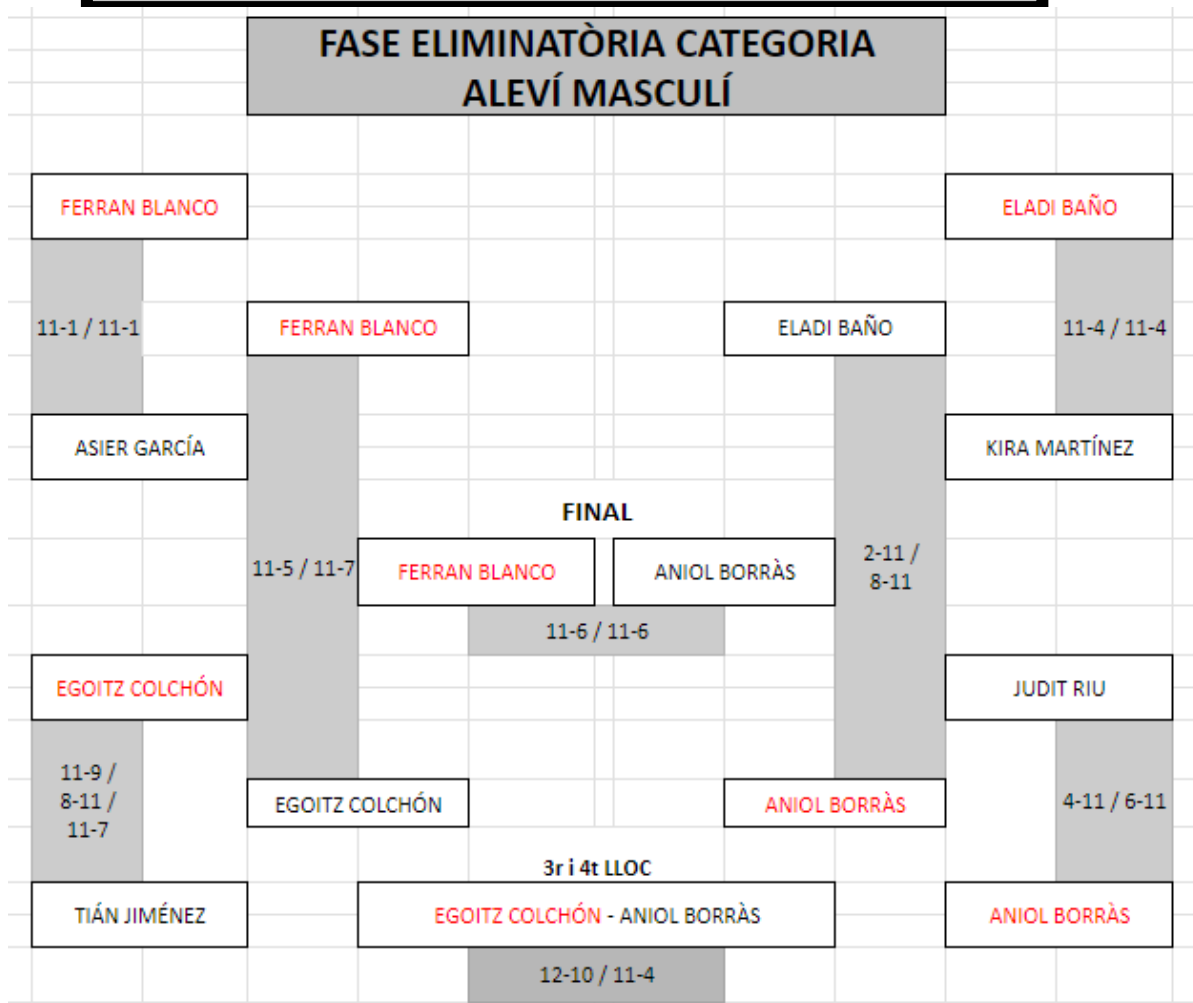 FASE ELIMINATÒRIA CATEGORIA
ALEVÍ MASCULÍ
FERRAN BLANCO
ELADI BAÑO
11-1 / 11-1
FERRAN BLANCO
ELADI BAÑO
11-4 / 11-4
ASIER GARCÍA
KIRA MARTÍNEZ
FINAL
11-5 / 11-7
FERRAN BLANCO
ANIOL BORRÀS
2-11 /
8-11
11-6 / 11-6
EGOITZ COLCHÓN
JUDIT RIU
11-9 /
8-11 /
11-7
EGOITZ COLCHÓN
ANIOL BORRÀS
4-11 / 6-11
3r i 4t LLOC
TIÁN JIMÉNEZ
EGOITZ COLCHÓN - ANIOL BORRÀS
ANIOL BORRÀS
12-10 / 11-4